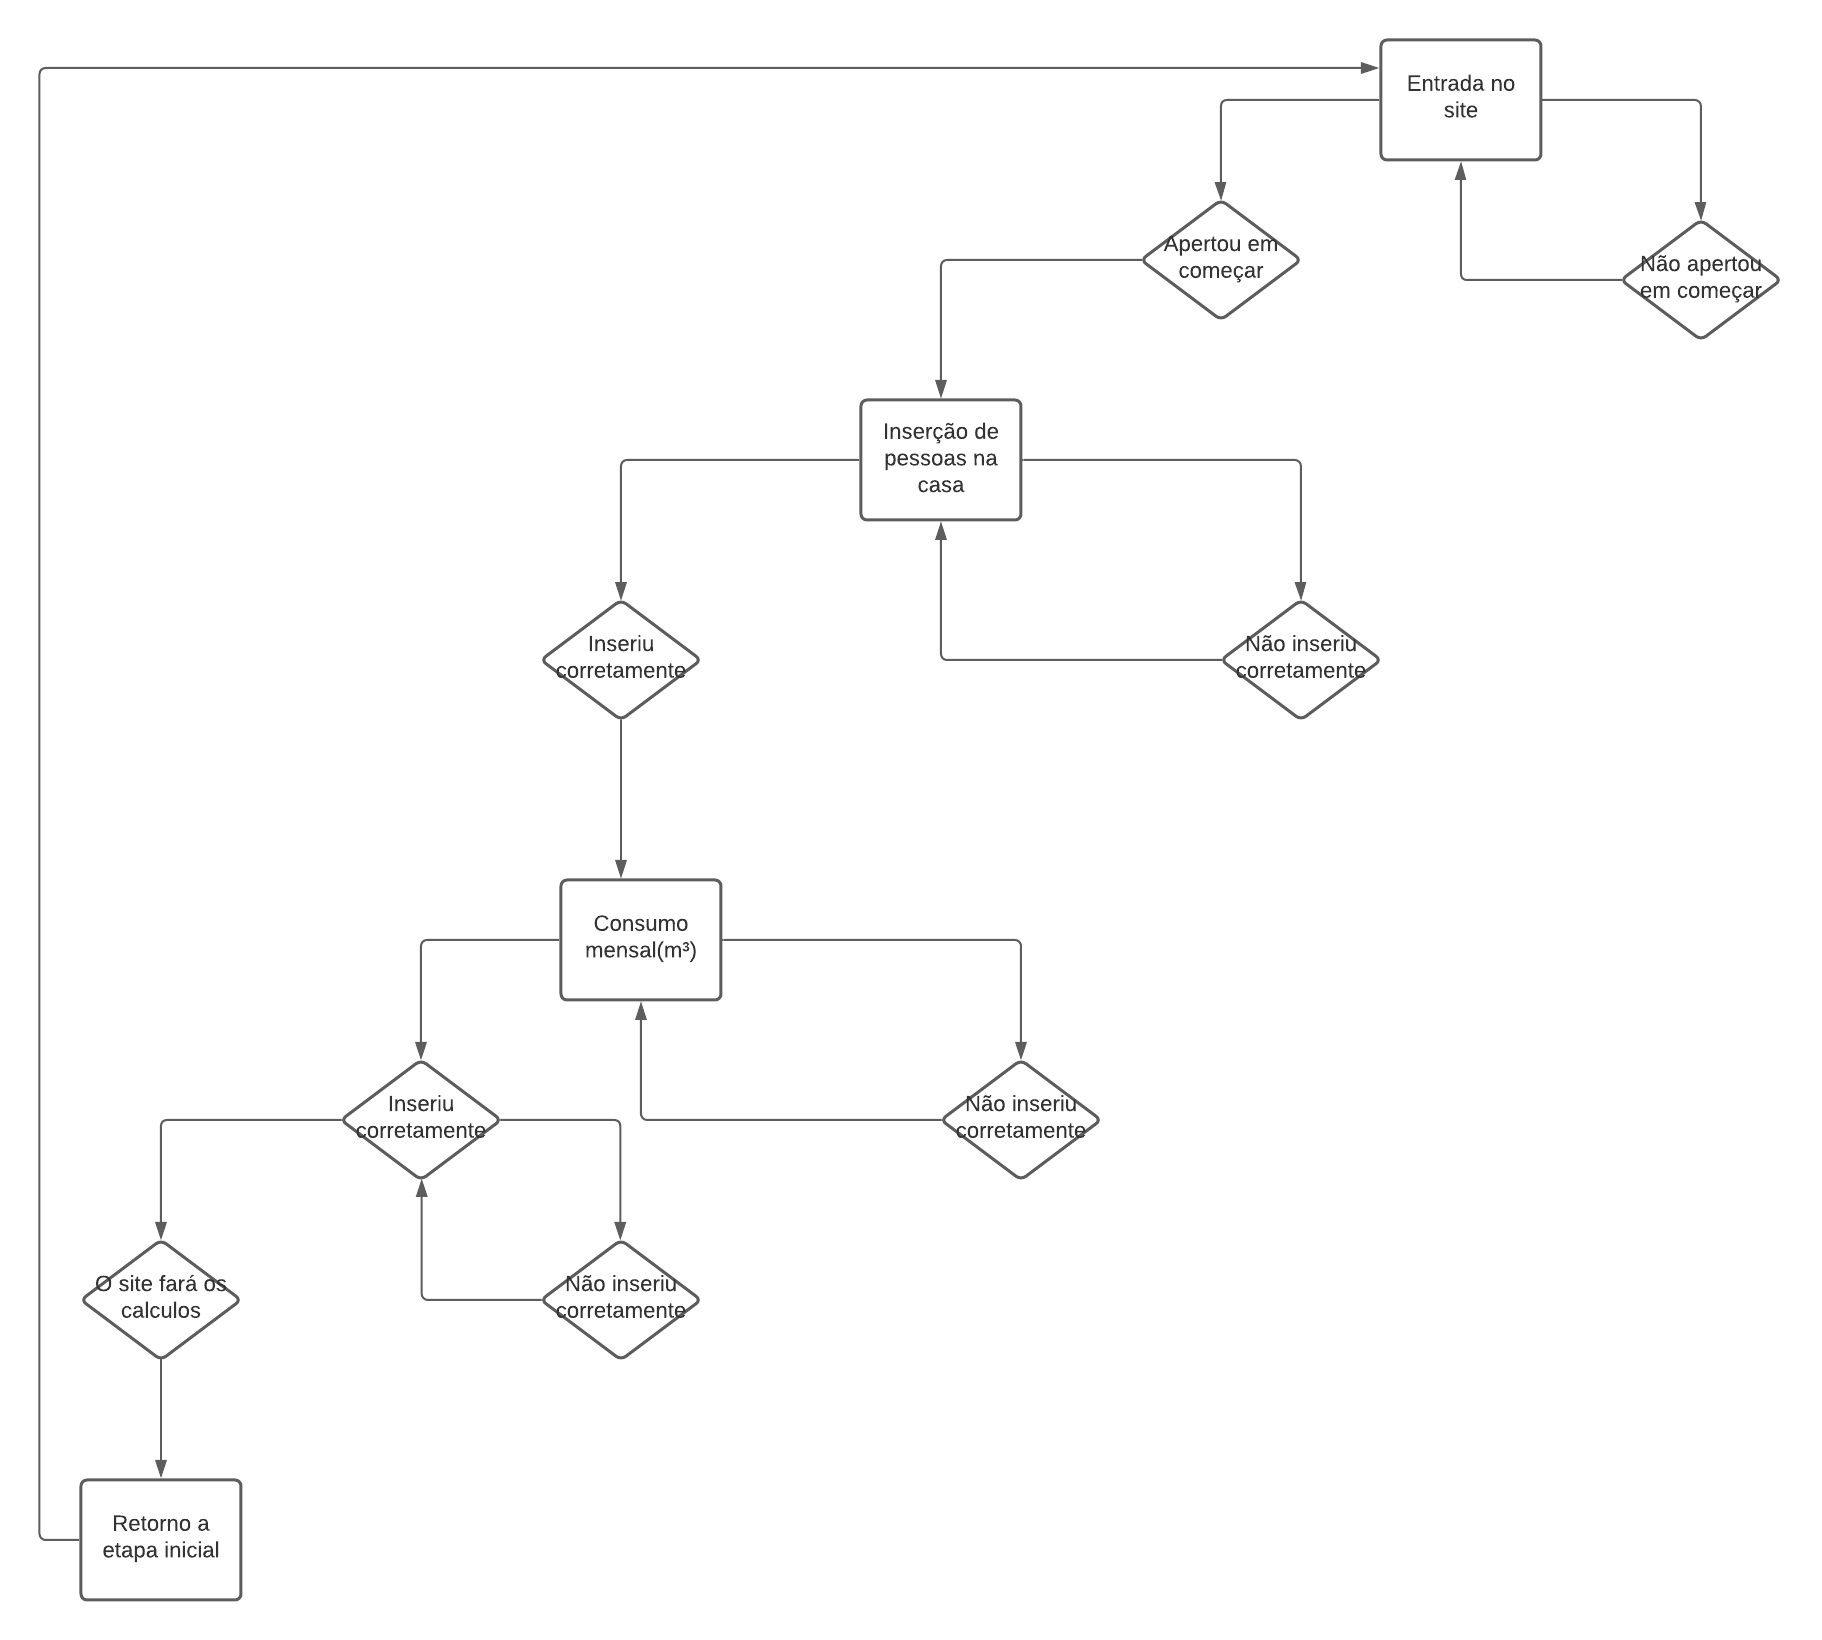 Entrada no
site
Apertou em
começar
Não apertou
em começar
Inserção de
pessoas na
casa
Inseriu
corretamente
Não inseriu
corretamente
Consumo
mensal(m³)
Inseriu
corretamente
Não inseriu
corretamente
O site fará os
calculos
Não inseriu
corretamente
Retorno a
etapa inicial